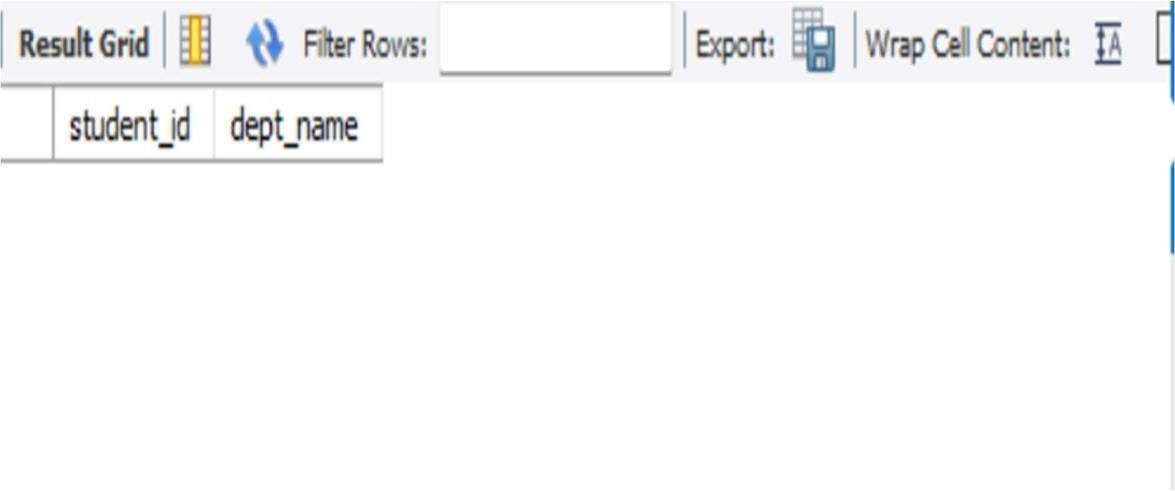 Result Grid Filter Rows: Export: Wrap Cell Content: A
student_id dept_name